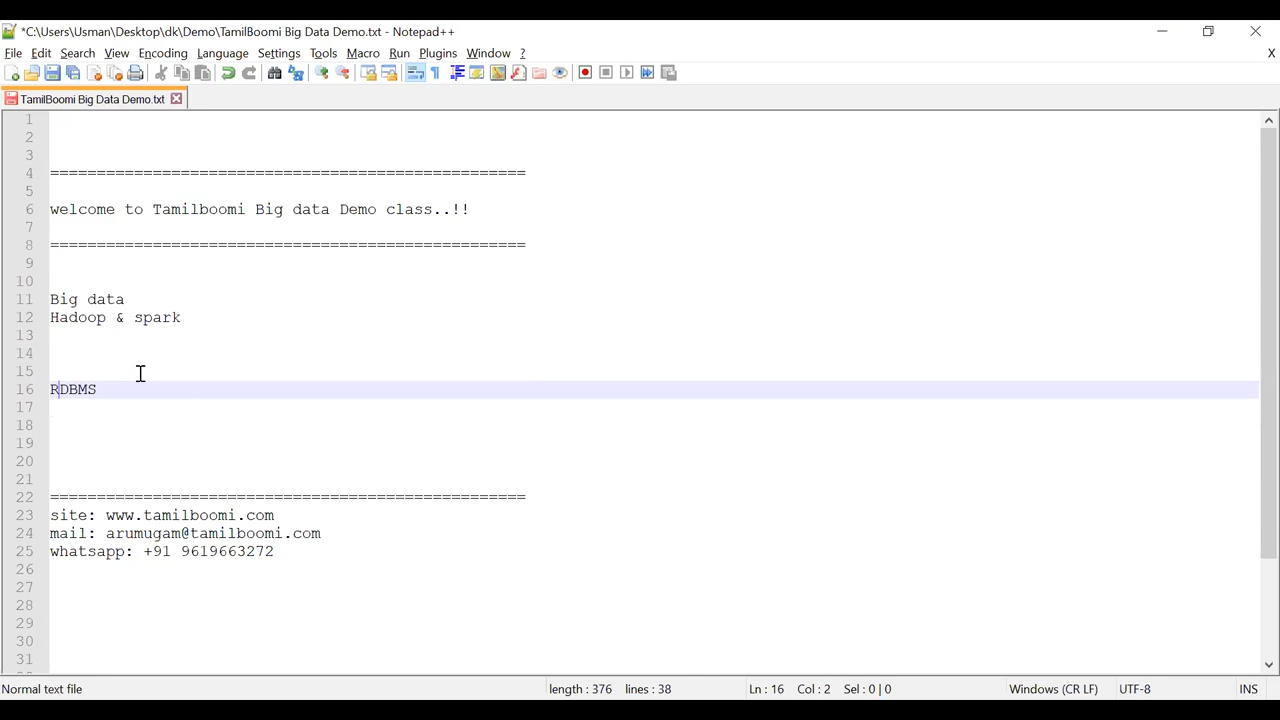 *C:\Users\Usman\Desktop\dk\Demo\TamilBoomi Big Data Demo.txt - Notepad++
File Edit Search View Encoding Language Settings Tools Macro Run Plugins Window ? X
TamilBoomi Big Data Demo.txt
1
2
3
4 ===================================================
5
6 welcome to Tamilboomi Big data Demo class..!!
7
8 ===================================================
9
10
11 Big data
12 Hadoop & spark
13
14
15
16 RDBMS
17
18
19
20
21
22 ===================================================
23 site: www.tamilboomi.com
24 mail: arumugam@tamilboomi.com
25 whatsapp: +91 9619663272
26
27
28
29
30
31
Normal text file length : 376 lines : 38 Ln : 16 Col : 2 Sel : 0 | 0 Windows (CR LF) UTF-8 INS